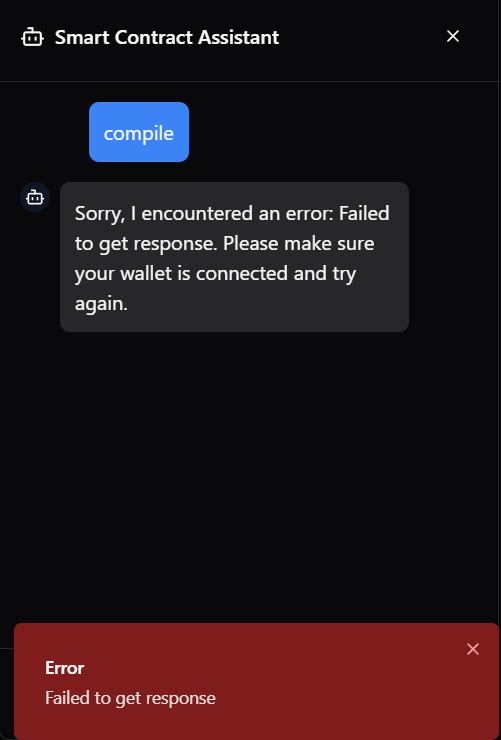 Smart Contract Assistant
compile
Sorry, I encountered an error: Failed
to get response. Please make sure
your wallet is connected and try
again.
Error
Failed to get response